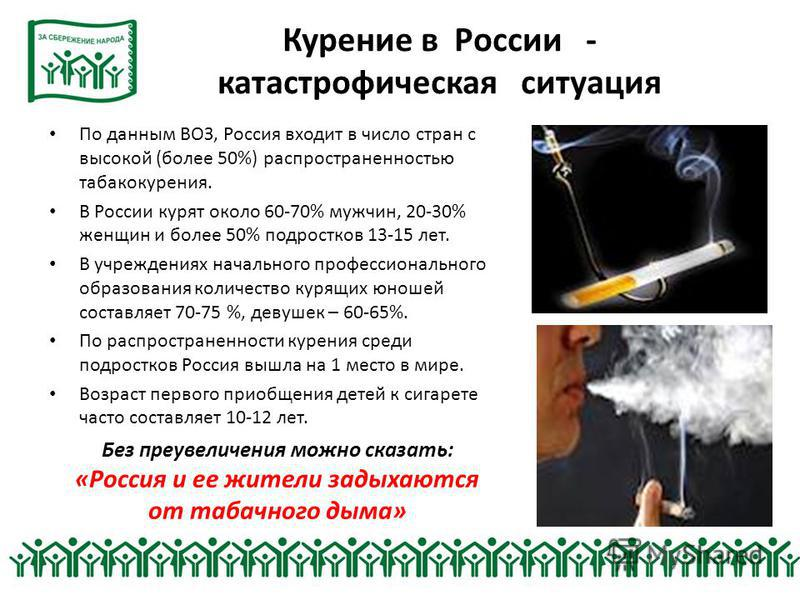 ЗА СБЕРЕЖЕНИЕ НАРОДА
Курение в России -
катастрофическая ситуация
• По данным ВОЗ, Россия входит в число стран с
высокой (более 50%) распространенностью
табакокурения.
• В России курят около 60-70% мужчин, 20-30%
женщин и более 50% подростков 13-15 лет.
• В учреждениях начального профессионального
образования количество курящих юношей
составляет 70-75 %, девушек – 60-65%.
• По распространенности курения среди
подростков Россия вышла на 1 место в мире.
• Возраст первого приобщения детей к сигарете
часто составляет 10-12 лет.
Без преувеличения можно сказать:
«Россия и ее жители задыхаются
от табачного дыма»
MyShared